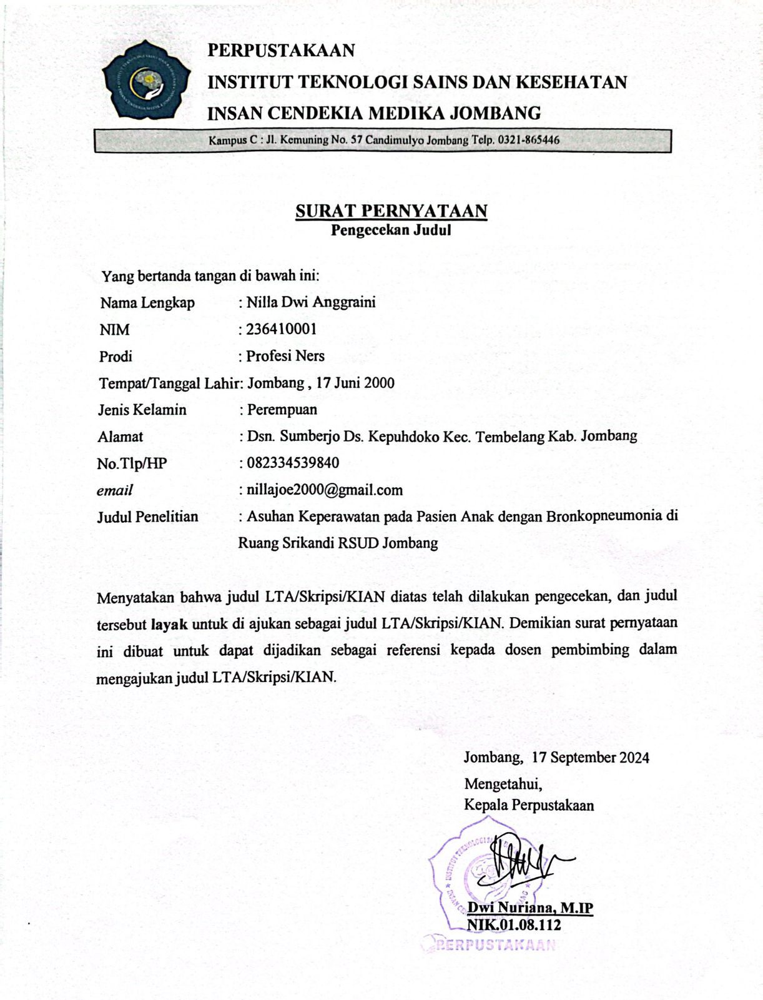 PERPUSTAKAAN
INSTITUT TEKNOLOGI SAINS DAN KESEHATAN
INSAN CENDEKIA MEDIKA JOMBANG
Kampus C : Jl. Kemuning No. 57 Candimulyo Jombang Telp. 0321-865446
SURAT PERNYATAAN
Pengecekan Judul
Yang bertanda tangan di bawah ini:
Nama Lengkap : Nilla Dwi Anggraini
NIM : 236410001
Prodi : Profesi Ners
Tempat/Tanggal Lahir: Jombang , 17 Juni 2000
Jenis Kelamin : Perempuan
Alamat : Dsn. Sumberjo Ds. Kepuhdoko Kec. Tembelang Kab. Jombang
No.Tlp/HP : 082334539840
email : nillajoe2000@gmail.com
Judul Penelitian : Asuhan Keperawatan pada Pasien Anak dengan Bronkopneumonia di
Ruang Srikandi RSUD Jombang
Menyatakan bahwa judul LTA/Skripsi/KIAN diatas telah dilakukan pengecekan, dan judul
tersebut layak untuk di ajukan sebagai judul LTA/Skripsi/KIAN. Demikian surat pernyataan
ini dibuat untuk dapat dijadikan sebagai referensi kepada dosen pembimbing dalam
mengajukan judul LTA/Skripsi/KIAN.
Jombang, 17 September 2024
Mengetahui,
Kepala Perpustakaan
INSTITUT TEKNOLOGI
INSAN
Dwi Nuriana, M.IP
NIK.01.08.112
PERPUSTAKAAN